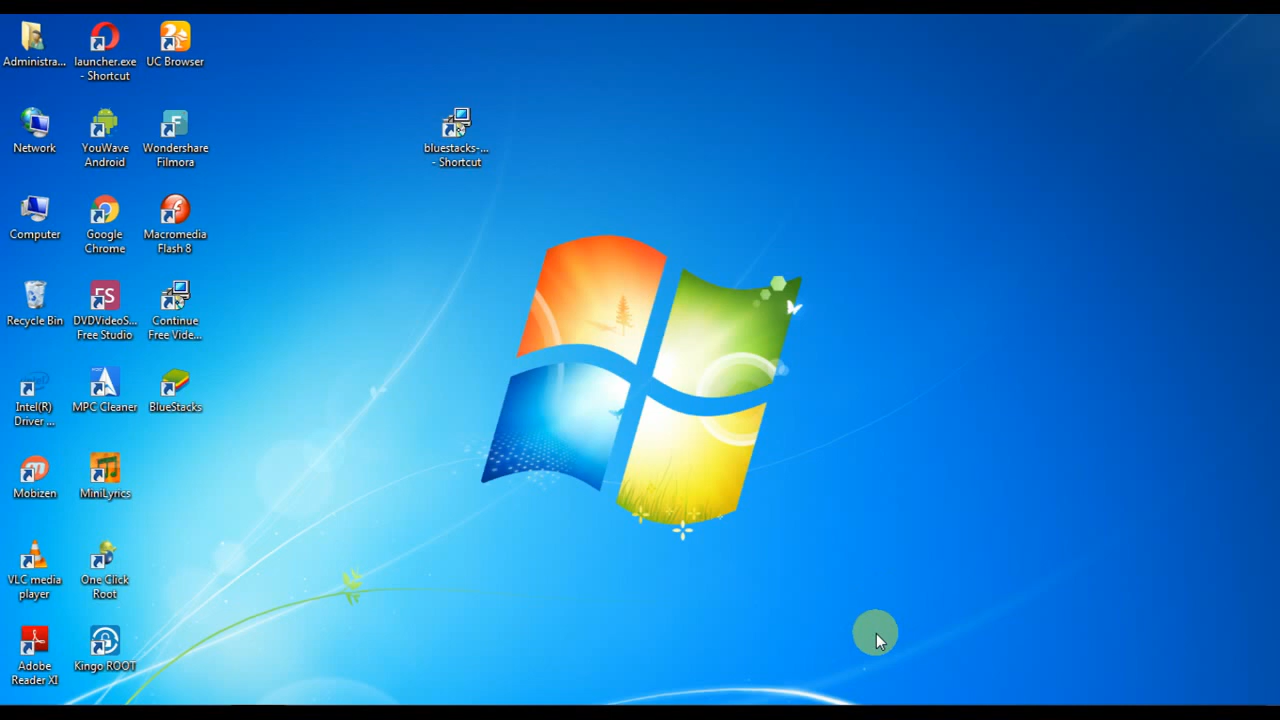 Administra...
launcher.exe
- Shortcut
UC Browser
Network
YouWave
Android
Wondershare
Filmora
bluestacks-...
- Shortcut
Computer
Google
Chrome
Macromedia
Flash 8
Recycle Bin
FS
DVDVideoS...
Free Studio
Continue
Free Vide...
Intel(R)
Driver ...
MPC Cleaner
BlueStacks
Mobizen
MiniLyrics
VLC media
player
One Click
Root
Adobe
Reader XI
Kingo ROOT